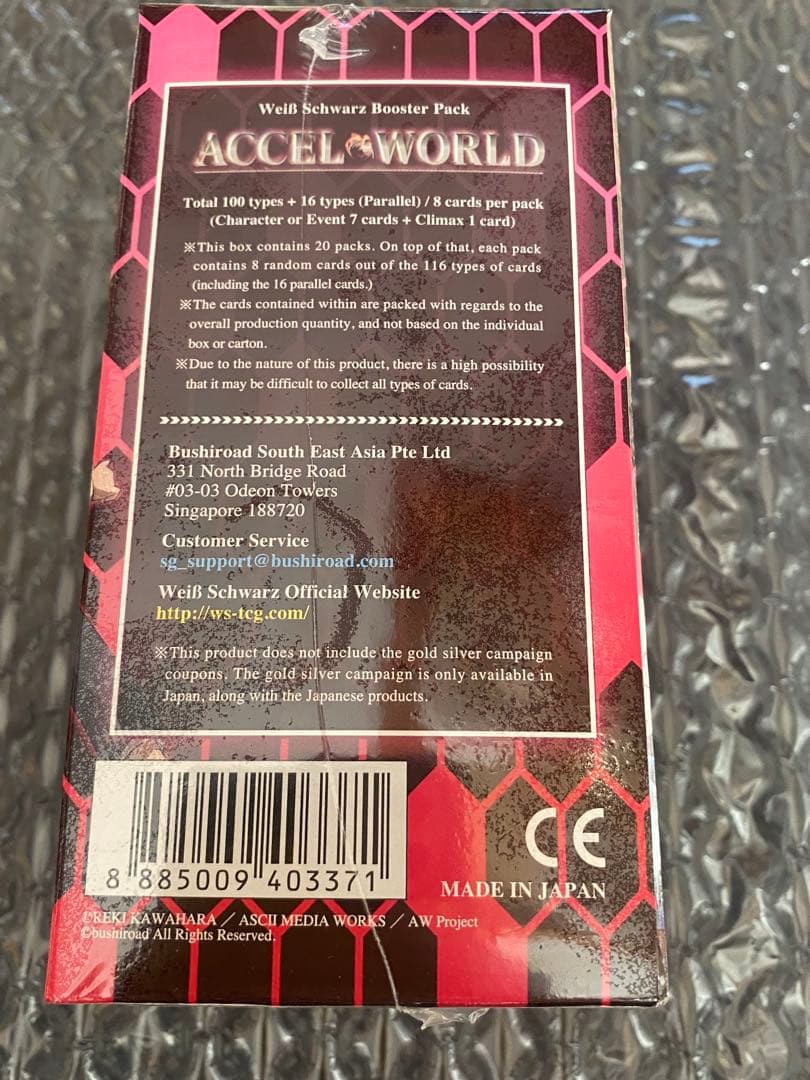 Weiß Schwarz Booster Pack
ACCEL WORLD
Total 100 types + 16 types (Parallel) / 8 cards per pack
(Character or Event 7 cards + Climax 1 card)
※This box contains 20 packs. On top of that, each pack
contains 8 random cards out of the 116 types of cards
(including the 16 parallel cards.)
※The cards contained within are packed with regards to the
overall production quantity, and not based on the individual
box or carton.
※Due to the nature of this product, there is a high possibility
that it may be difficult to collect all types of cards.
Bushiroad South East Asia Pte Ltd
331 North Bridge Road
#03-03 Odeon Towers
Singapore 188720
Customer Service
sg_support@bushiroad.com
Weiß Schwarz Official Website
http://ws-tcg.com/
※This product does not include the gold silver campaign
coupons. The gold silver campaign is only available in
Japan, along with the Japanese products.
8 885009 403371
CE
MADE IN JAPAN
©REKI KAWAHARA / ASCII MEDIA WORKS / AW Project
©bushiroad All Rights Reserved.